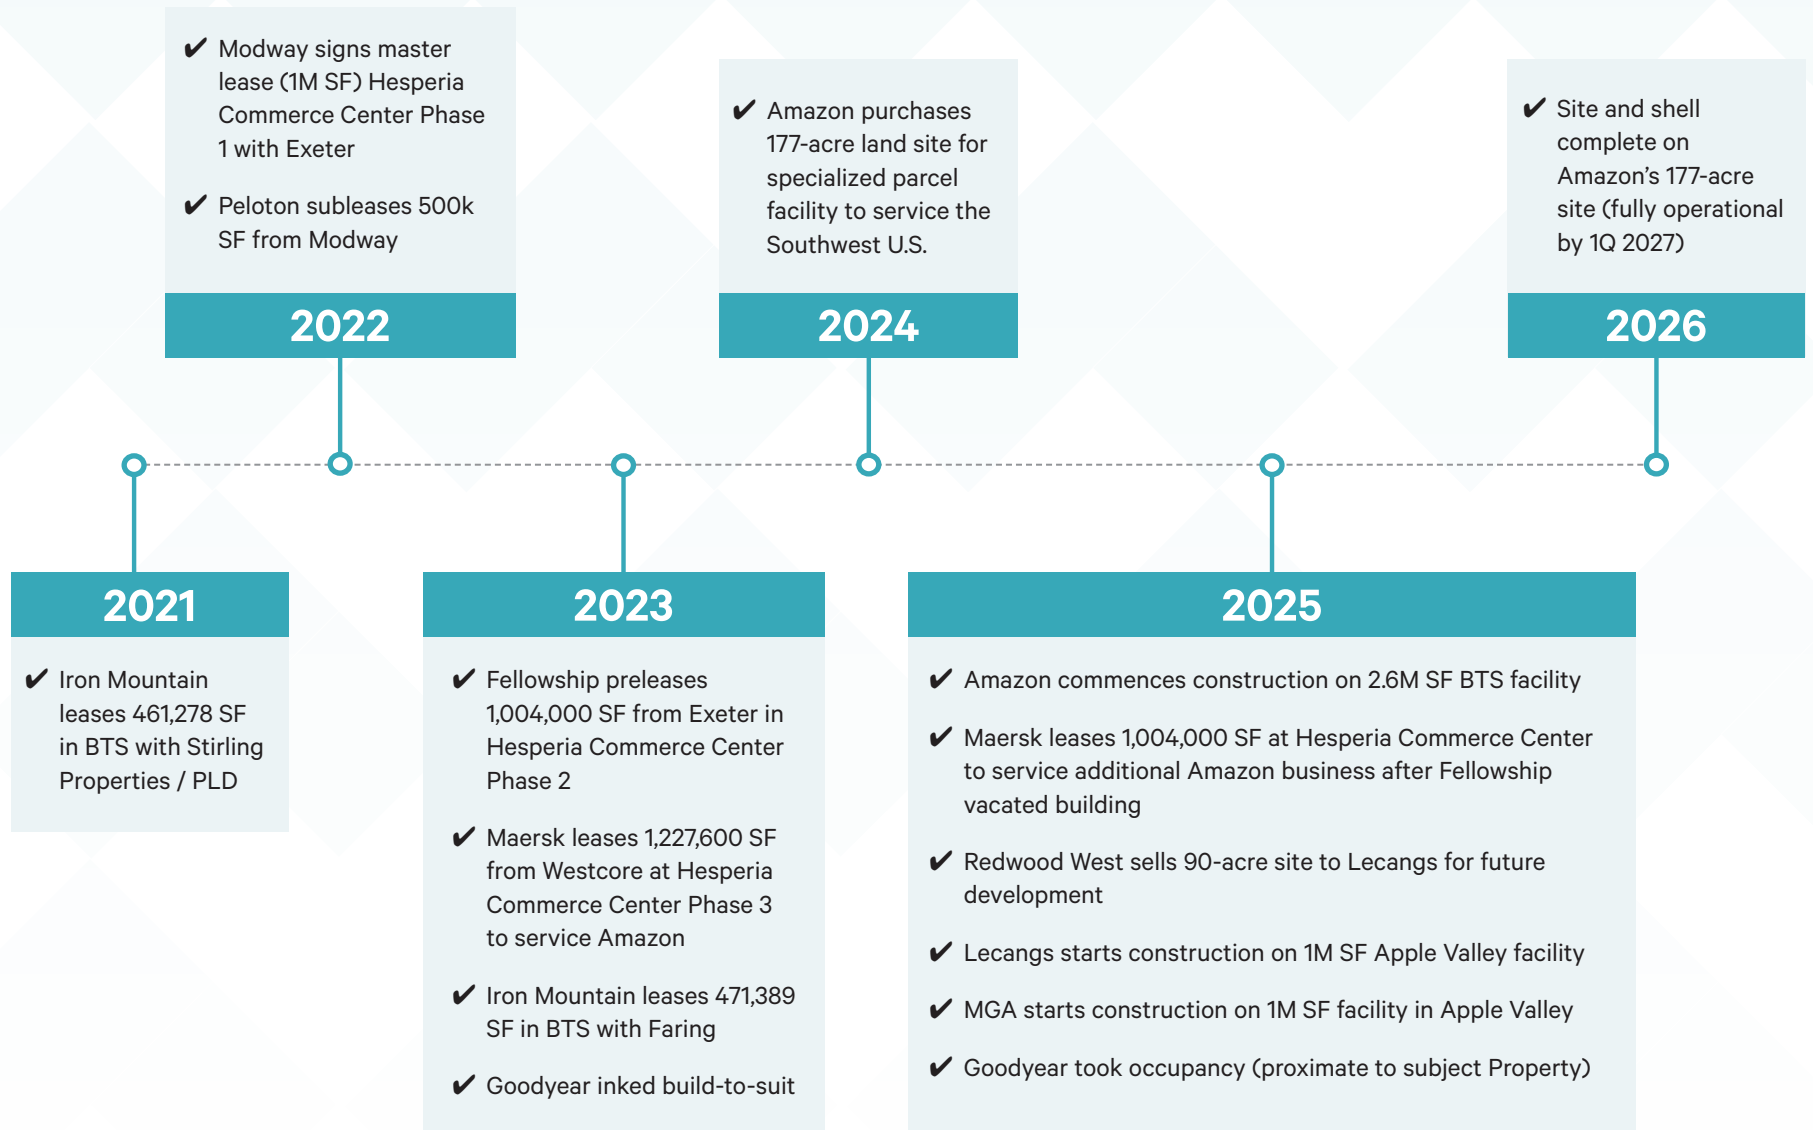 ✔ Modway signs master
lease (1M SF) Hesperia
Commerce Center Phase
1 with Exeter
✔ Peloton subleases 500k
SF from Modway
2022
✔ Amazon purchases
177-acre land site for
specialized parcel
facility to service the
Southwest U.S.
2024
✔ Site and shell
complete on
Amazon’s 177-acre
site (fully operational
by 1Q 2027)
2026
2021
✔ Iron Mountain
leases 461,278 SF
in BTS with Stirling
Properties / PLD
2023
✔ Fellowship preleases
1,004,000 SF from Exeter in
Hesperia Commerce Center
Phase 2
✔ Maersk leases 1,227,600 SF
from Westcore at Hesperia
Commerce Center Phase 3
to service Amazon
✔ Iron Mountain leases 471,389
SF in BTS with Faring
✔ Goodyear inked build-to-suit
2025
✔ Amazon commences construction on 2.6M SF BTS facility
✔ Maersk leases 1,004,000 SF at Hesperia Commerce Center
to service additional Amazon business after Fellowship
vacated building
✔ Redwood West sells 90-acre site to Lecangs for future
development
✔ Lecangs starts construction on 1M SF Apple Valley facility
✔ MGA starts construction on 1M SF facility in Apple Valley
✔ Goodyear took occupancy (proximate to subject Property)